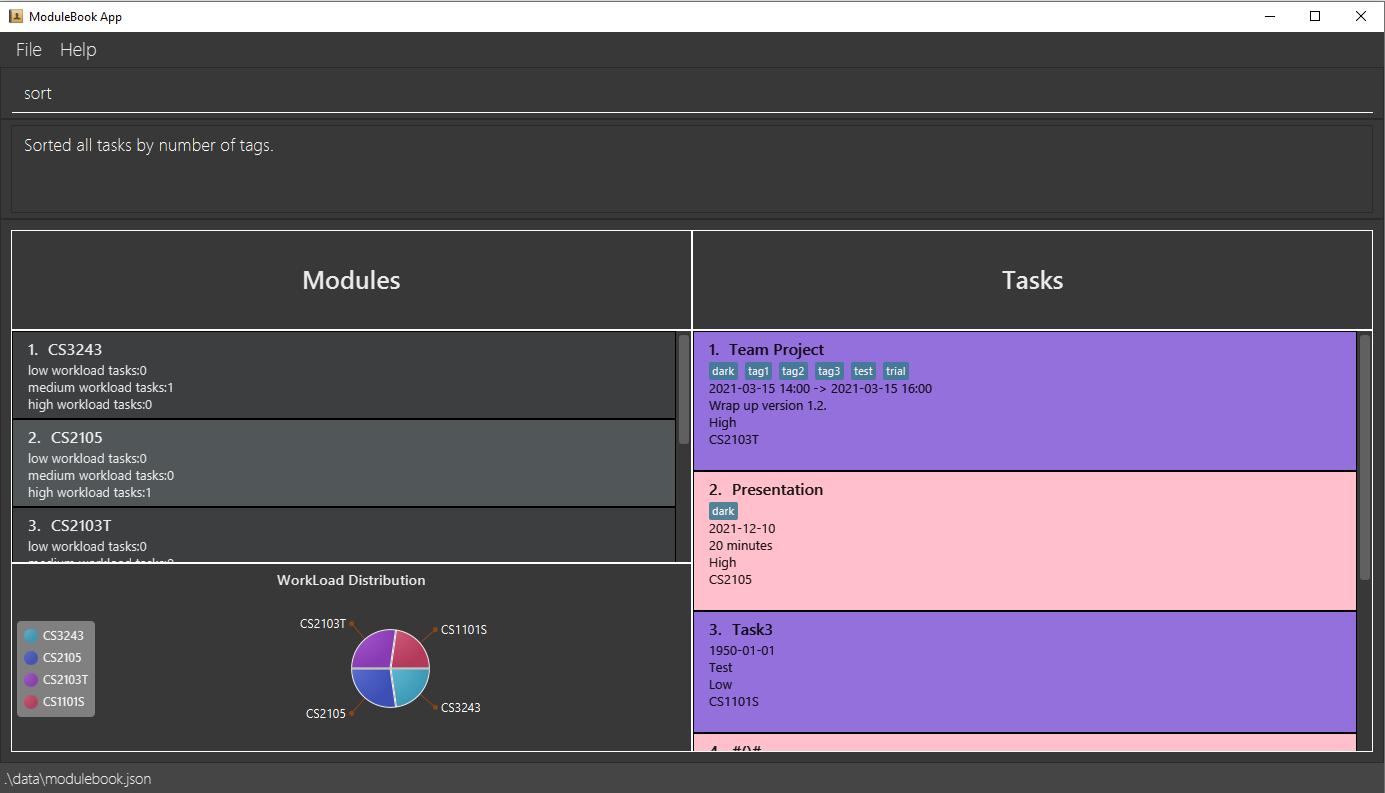 ModuleBook App
File Help
sort
Sorted all tasks by number of tags.
Modules
1. CS3243
low workload tasks:0
medium workload tasks:1
high workload tasks:0
2. CS2105
low workload tasks:0
medium workload tasks:0
high workload tasks:1
3. CS2103T
low workload tasks:0
medium workload tasks:0
WorkLoad Distribution
CS3243
CS2105
CS2103T
CS1101S
CS2103T
CS1101S
CS2105
CS3243
Tasks
1. Team Project
dark tag1 tag2 tag3 test trial
2021-03-15 14:00 -> 2021-03-15 16:00
Wrap up version 1.2.
High
CS2103T
2. Presentation
dark
2021-12-10
20 minutes
High
CS2105
3. Task3
1950-01-01
Test
Low
CS1101S
.\data\modulebook.json